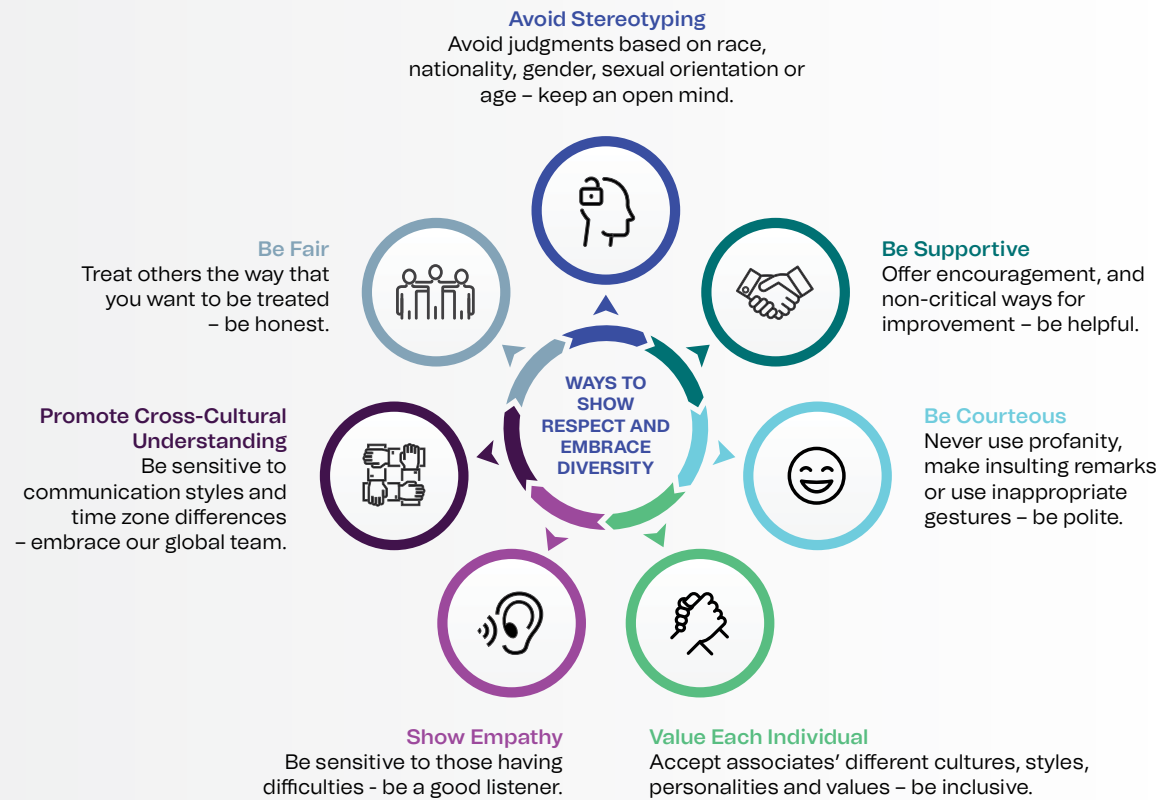 Avoid Stereotyping
Avoid judgments based on race,
nationality, gender, sexual orientation or
age – keep an open mind.
Be Supportive
Offer encouragement, and
non-critical ways for
improvement – be helpful.
Be Courteous
Never use profanity,
make insulting remarks
or use inappropriate
gestures – be polite.
Value Each Individual
Accept associates’ different cultures, styles,
personalities and values – be inclusive.
Show Empathy
Be sensitive to those having
difficulties - be a good listener.
Promote Cross-Cultural
Understanding
Be sensitive to
communication styles and
time zone differences
– embrace our global team.
Be Fair
Treat others the way that
you want to be treated
– be honest.
WAYS TO
SHOW
RESPECT AND
EMBRACE
DIVERSITY